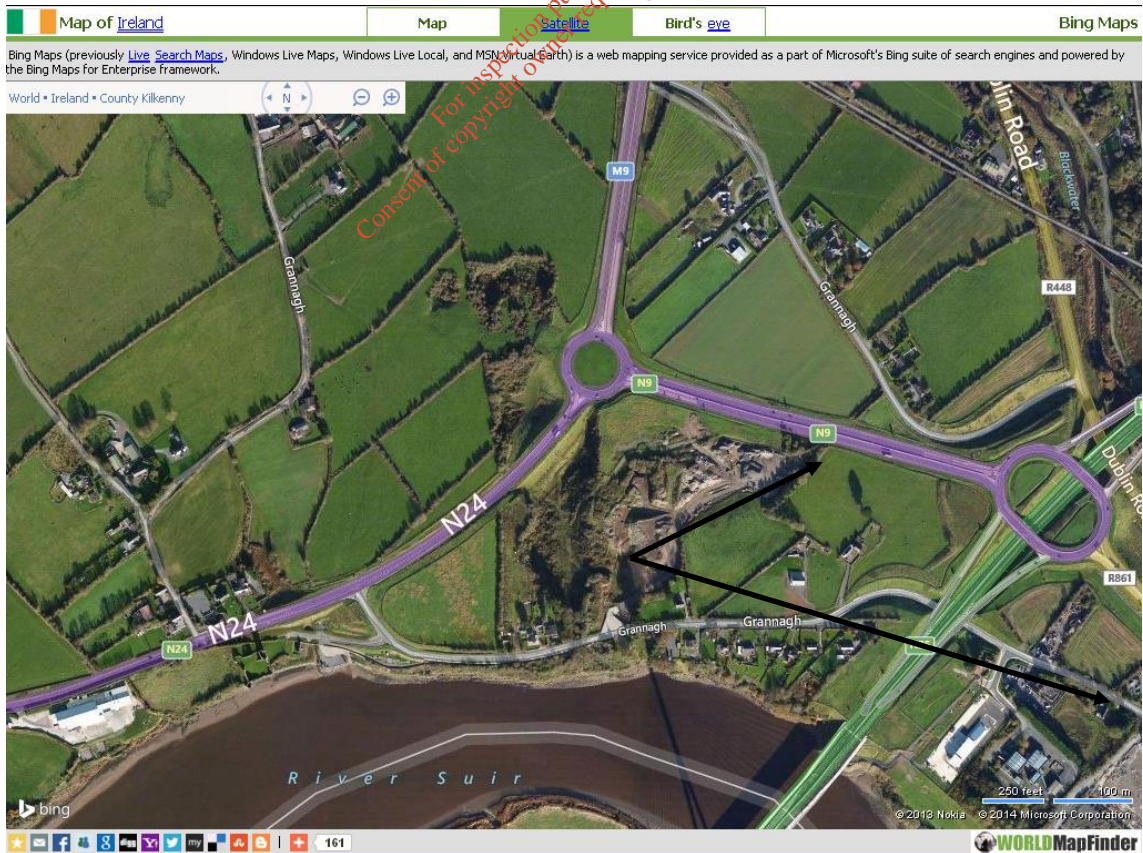 Map of Ireland
Map
Satellite
Bird's eye
Bing Maps
Bing Maps (previously Live Search Maps, Windows Live Maps, Windows Live Local, and MSN Virtual Earth) is a web mapping service provided as a part of Microsoft's Bing suite of search engines and powered by
the Bing Maps for Enterprise framework.
For inspection
Consent of copyright owner
World • Ireland • County Kilkenny
N
Dublin Road
Blackwater
M9
Grannagh
Grannagh
R448
N9
N9
N24
R861
Grannagh
Grannagh
N24
N24
River Suir
250 feet
100 m
bing
© 2013 Nokia © 2014 Microsoft Corporation
digg
my
161
WORLDMapFinder